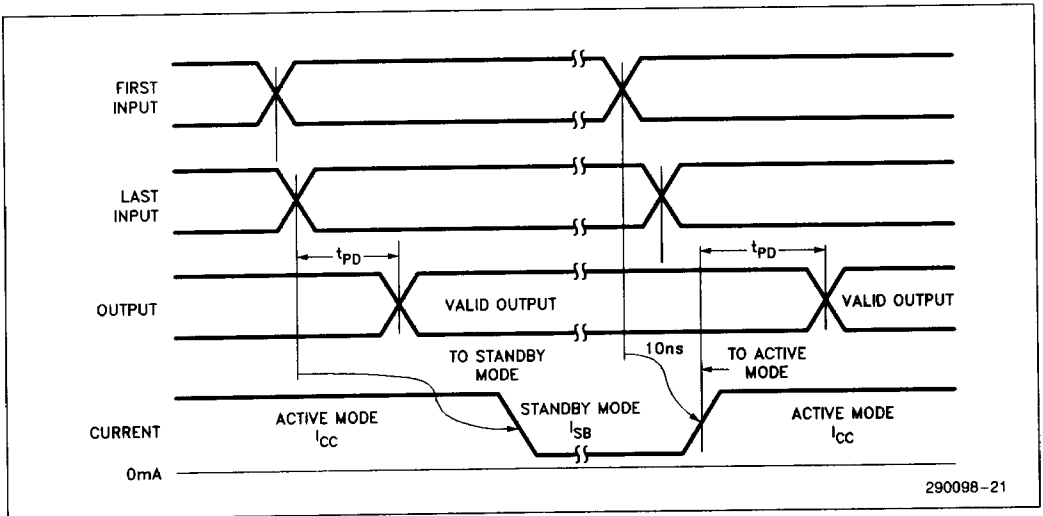 FIRST
INPUT
LAST
INPUT
tPD
tPD
OUTPUT
VALID OUTPUT
VALID OUTPUT
TO STANDBY
MODE
10ns
TO ACTIVE
MODE
CURRENT
ACTIVE MODE
ICC
STANDBY MODE
ISB
ACTIVE MODE
ICC
0mA
290098-21